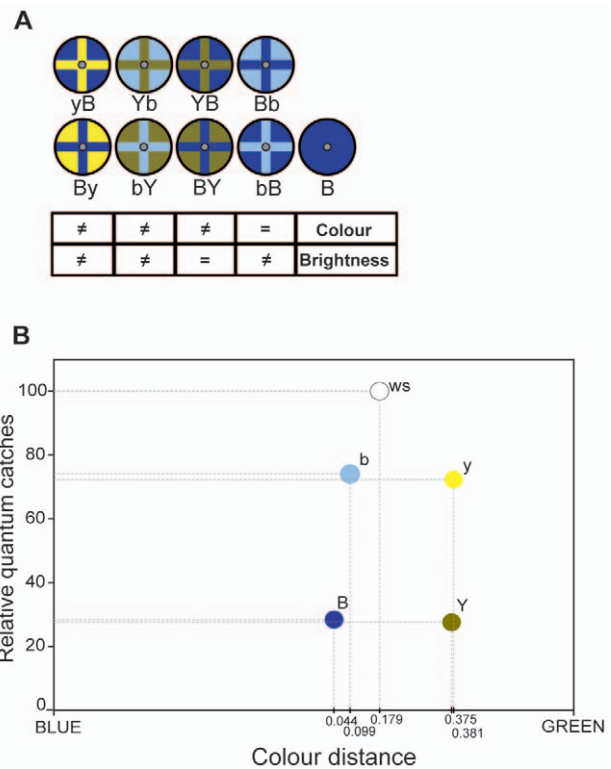 A
yB Yb YB Bb
By bY BY bB B
≠ ≠ ≠ = Colour
≠ ≠ = ≠ Brightness
B
Relative quantum catches
100
80
60
40
20
0
ws
b
y
B
Y
BLUE
0.044
0.099
0.179
0.375
0.381
GREEN
Colour distance